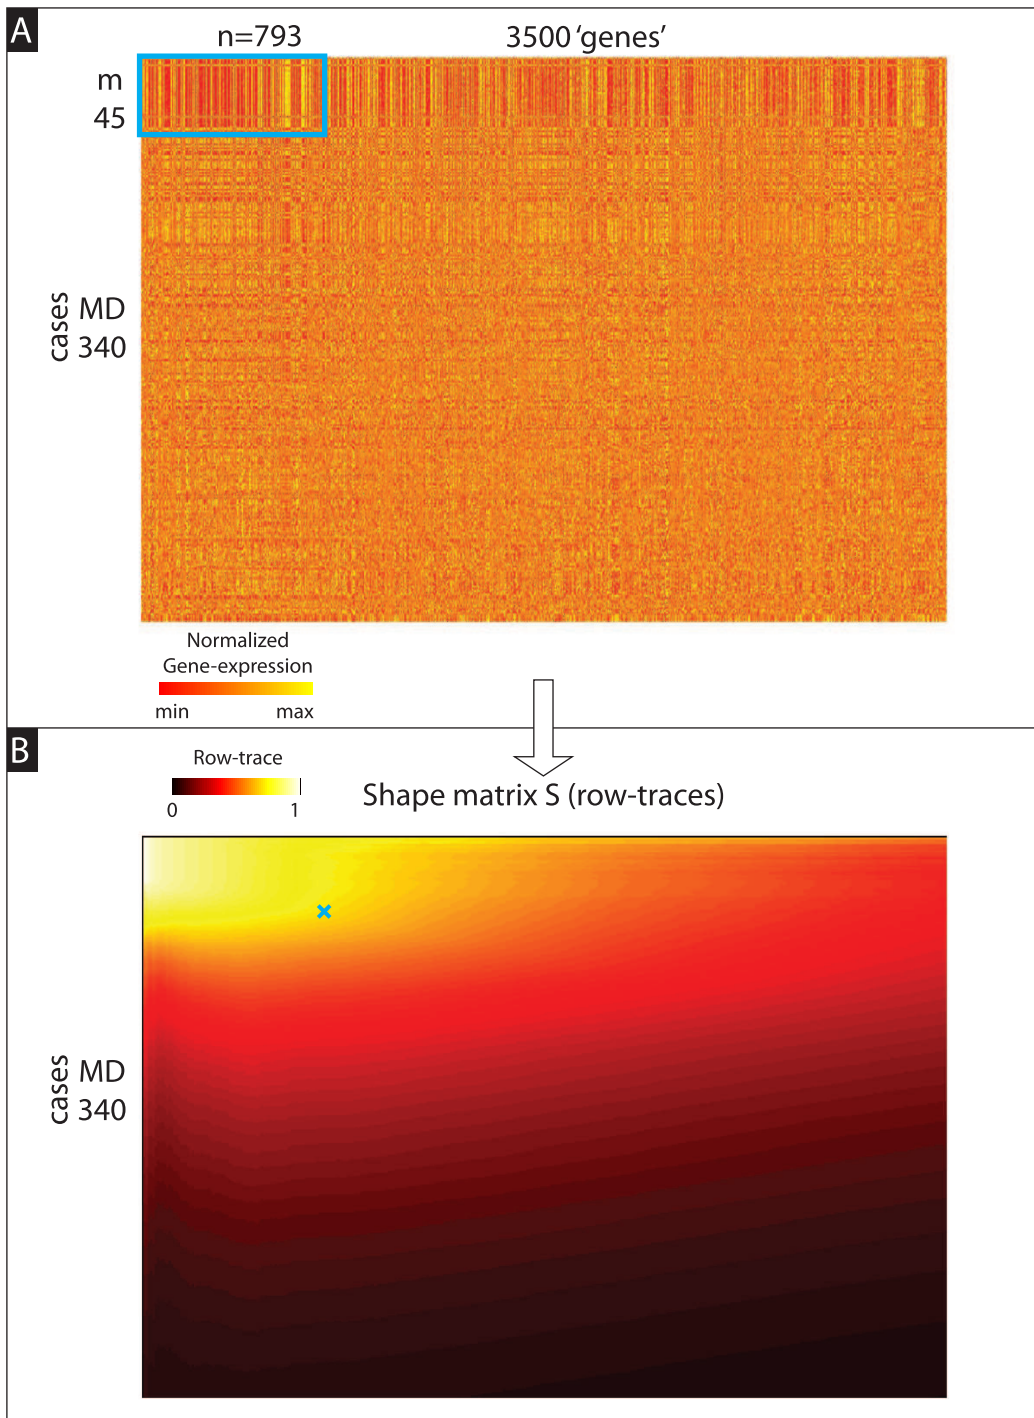 A
n=793
3500 ‘genes’
m
45
cases
MD
340
Normalized
Gene-expression
min
max
B
Row-trace
0
1
Shape matrix S (row-traces)
cases
MD
340